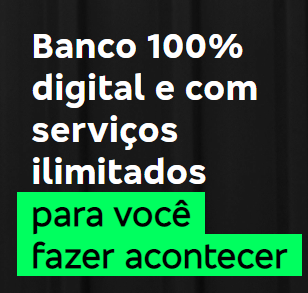 Banco 100%
digital e com
serviços
ilimitados
para você
fazer acontecer